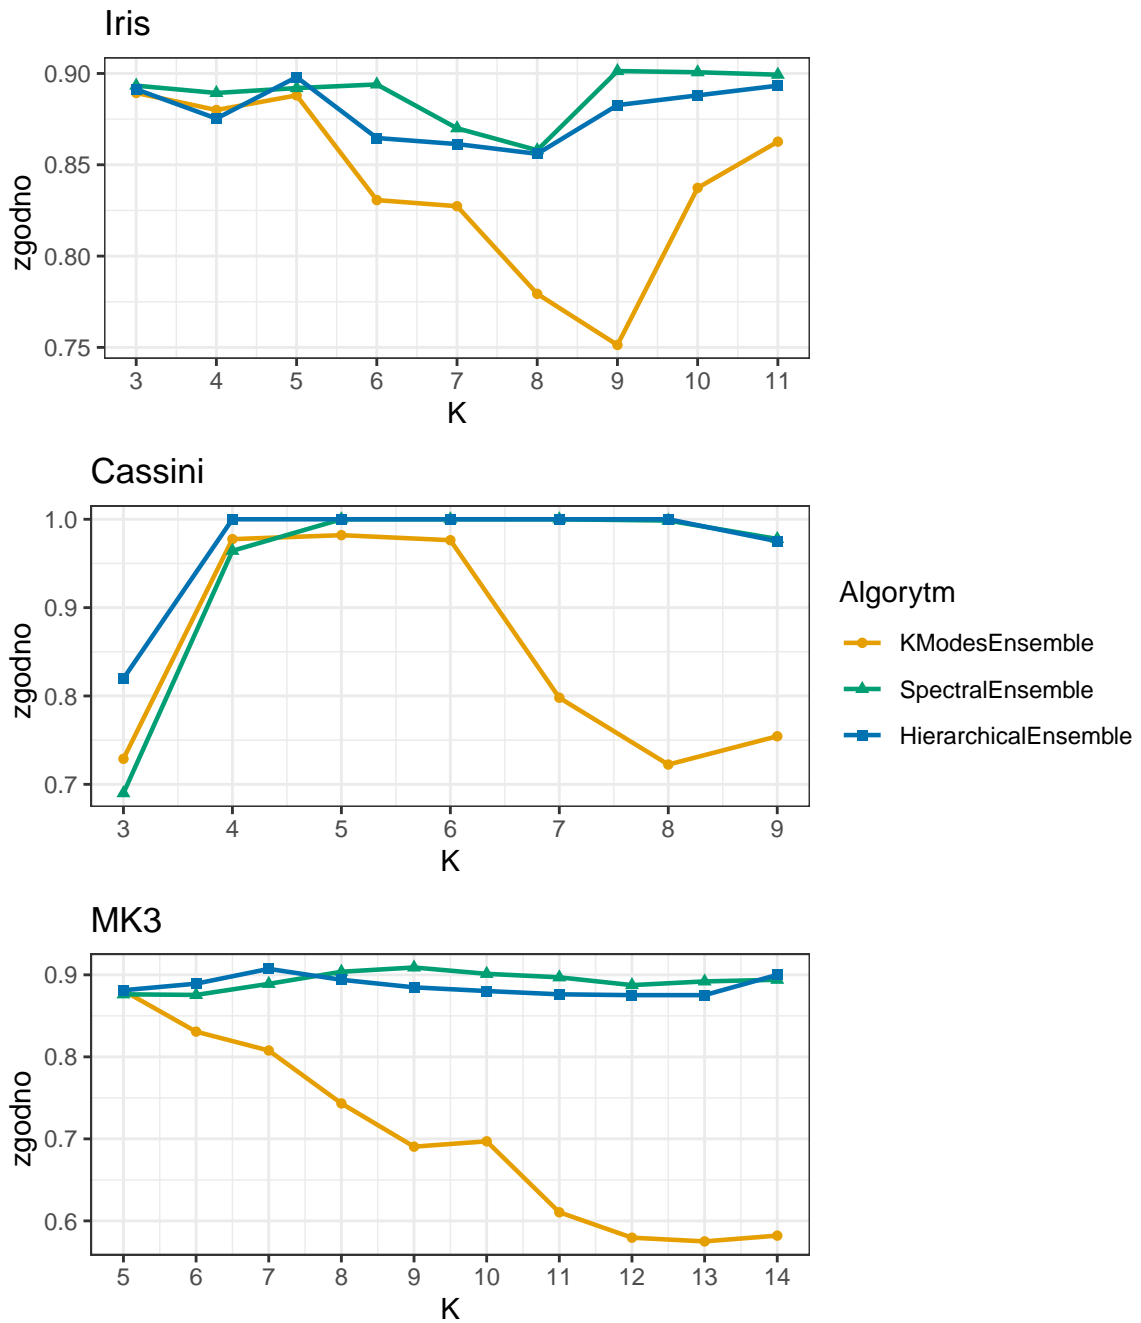 Iris
zgodno
0.90
0.85
0.80
0.75
3 4 5 6 7 8 9 10 11
K
Cassini
zgodno
1.0
0.9
0.8
0.7
3 4 5 6 7 8 9
K
Algorytm
KModesEnsemble
SpectralEnsemble
HierarchicalEnsemble
MK3
zgodno
0.9
0.8
0.7
0.6
5 6 7 8 9 10 11 12 13 14
K